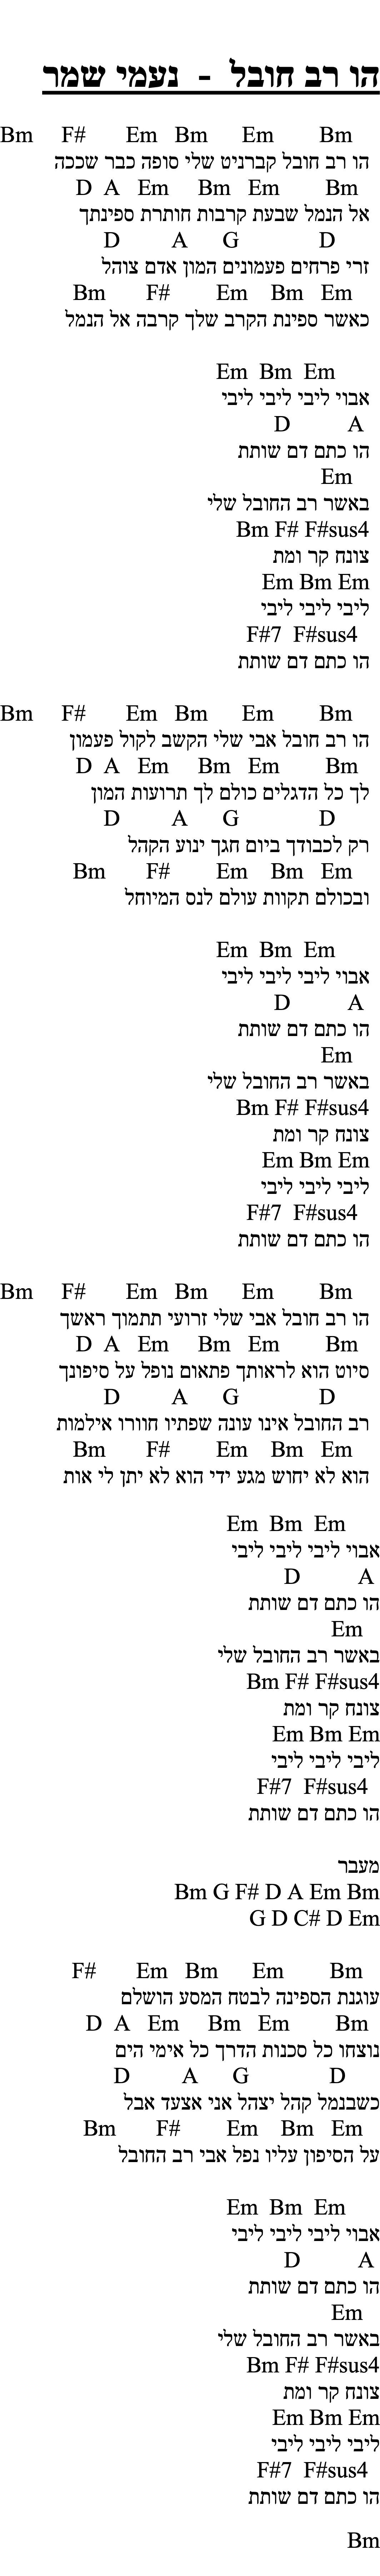 הו רב חובל - נעמי שמר
Bm F# Em Bm Em Bm
הו רב חובל קברניט שלי סופה כבר שככה
D A Em Bm Em Bm
אל הנמל שבעת קרבות חותרת ספינתך
D A G D
זרי פרחים פעמונים המון אדם צוהל
Bm F# Em Bm Em
כאשר ספינת הקרב שלך קרבה אל הנמל
Em Bm Em
אבוי ליבי ליבי ליבי
D A
הו כתם דם שותת
Em
באשר רב החובל שלי
Bm F# F#sus4
צונח קר ומת
Em Bm Em
ליבי ליבי ליבי
F#7 F#sus4
הו כתם דם שותת
Bm F# Em Bm Em Bm
הו רב חובל אבי שלי הקשב לקול פעמון
D A Em Bm Em Bm
לך כל הדגלים כולם לך תרועות המון
D A G D
רק לכבודך ביום חגך ינוע הקהל
Bm F# Em Bm Em
ובכולם תקוות עולם לנס המיוחל
Em Bm Em
אבוי ליבי ליבי ליבי
D A
הו כתם דם שותת
Em
באשר רב החובל שלי
Bm F# F#sus4
צונח קר ומת
Em Bm Em
ליבי ליבי ליבי
F#7 F#sus4
הו כתם דם שותת
Bm F# Em Bm Em Bm
הו רב חובל אבי שלי זרועי תתמוך ראשך
D A Em Bm Em Bm
סיוט הוא לראותך פתאום נופל על סיפונך
D A G D
רב החובל אינו עונה שפתיו חוורו אילמות
Bm F# Em Bm Em
הוא לא יחוש מגע ידי הוא לא יתן לי אות
Em Bm Em
אבוי ליבי ליבי ליבי
D A
הו כתם דם שותת
Em
באשר רב החובל שלי
Bm F# F#sus4
צונח קר ומת
Em Bm Em
ליבי ליבי ליבי
F#7 F#sus4
הו כתם דם שותת
מעבר
Bm G F# D A Em Bm
G D C# D Em
F# Em Bm Em Bm
עוגנת הספינה לבטח המסע הושלם
D A Em Bm Em Bm
נוצחו כל סכנות הדרך כל אימי הים
D A G D
כשבנמל קהל יצהל אני אצעד אבל
Bm F# Em Bm Em
על הסיפון עליו נפל אבי רב החובל
Em Bm Em
אבוי ליבי ליבי ליבי
D A
הו כתם דם שותת
Em
באשר רב החובל שלי
Bm F# F#sus4
צונח קר ומת
Em Bm Em
ליבי ליבי ליבי
F#7 F#sus4
הו כתם דם שותת
Bm